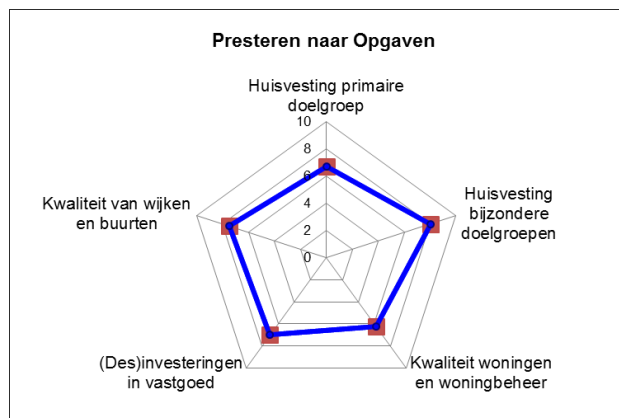 Presteren naar Opgaven
Huisvesting primaire
doelgroep
10
8
6
4
2
0
Huisvesting
bijzondere
doelgroepen
Kwaliteit van wijken
en buurten
(Des)investeringen
in vastgoed
Kwaliteit woningen
en woningbeheer